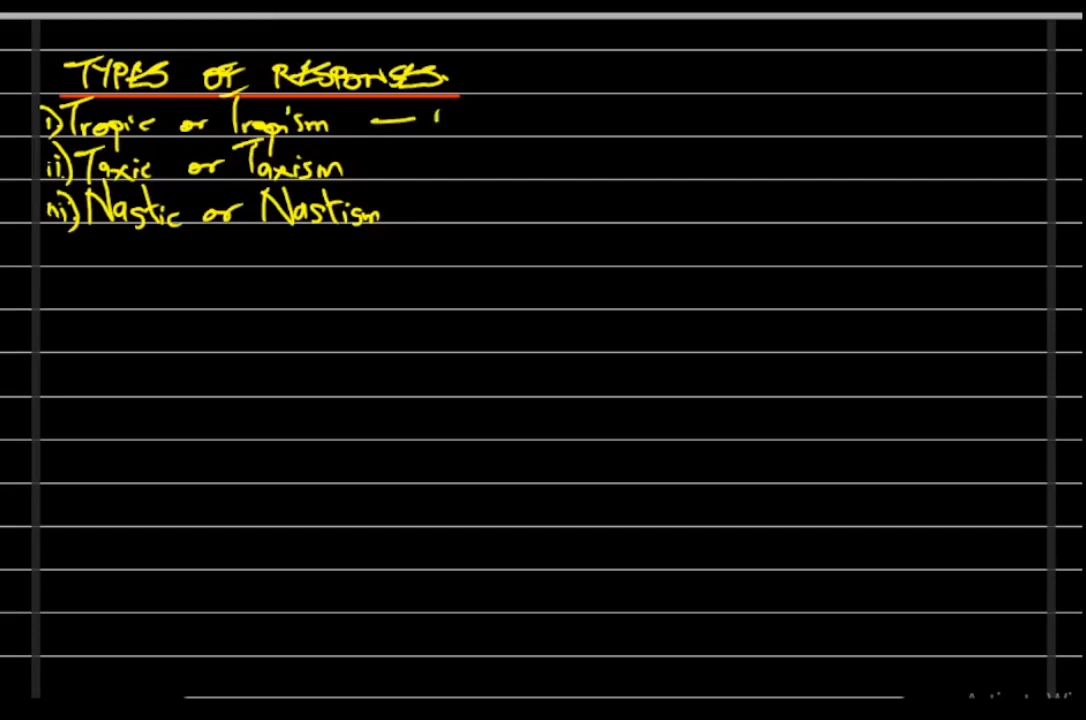 TYPES OF RESPONSES.
i) Tropic or Tropism —
ii) Taxic or Taxism
iii) Nastic or Nastism